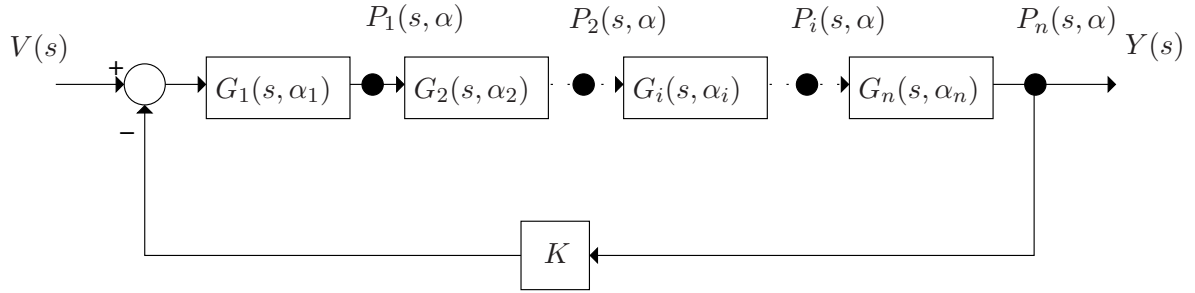 P₁(s, α) P₂(s, α) Pᵢ(s, α) Pₙ(s, α)
V(s) Y(s)
+
G₁(s, α₁) G₂(s, α₂) Gᵢ(s, αᵢ) Gₙ(s, αₙ)
−
K